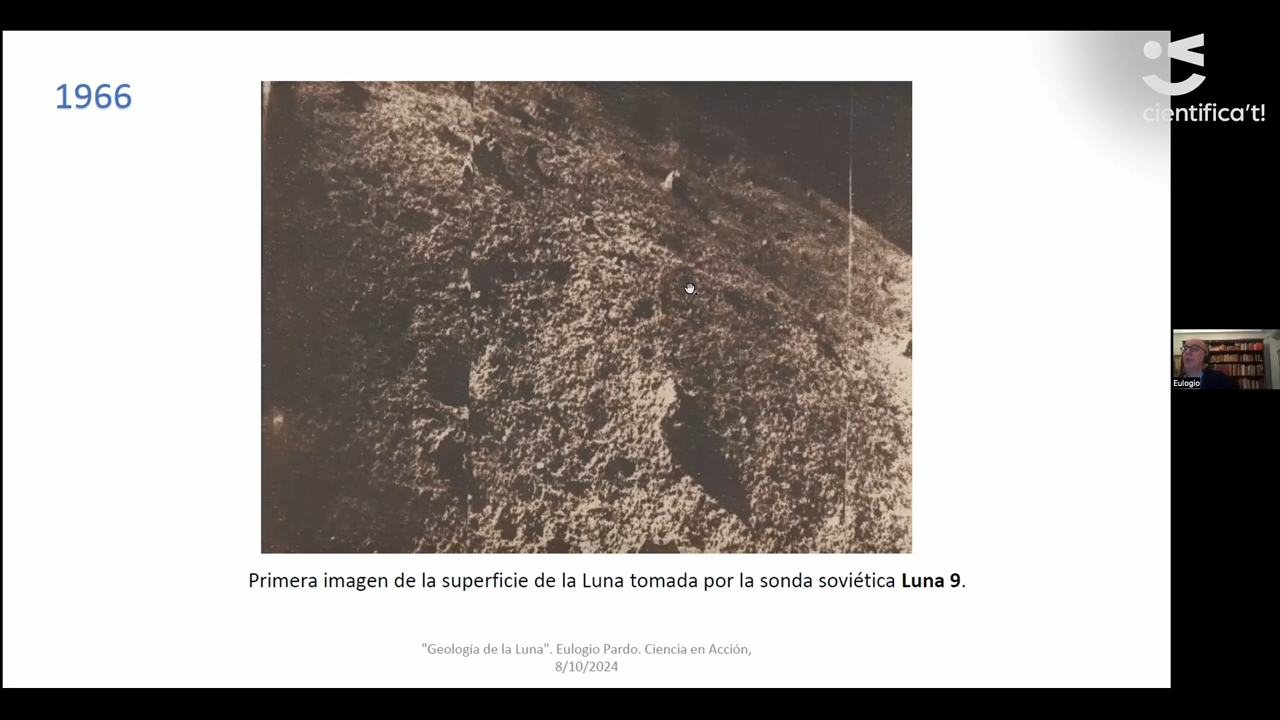 1966
cientifica't!
Eulogio
Primera imagen de la superficie de la Luna tomada por la sonda soviética Luna 9.
"Geología de la Luna". Eulogio Pardo. Ciencia en Acción,
8/10/2024